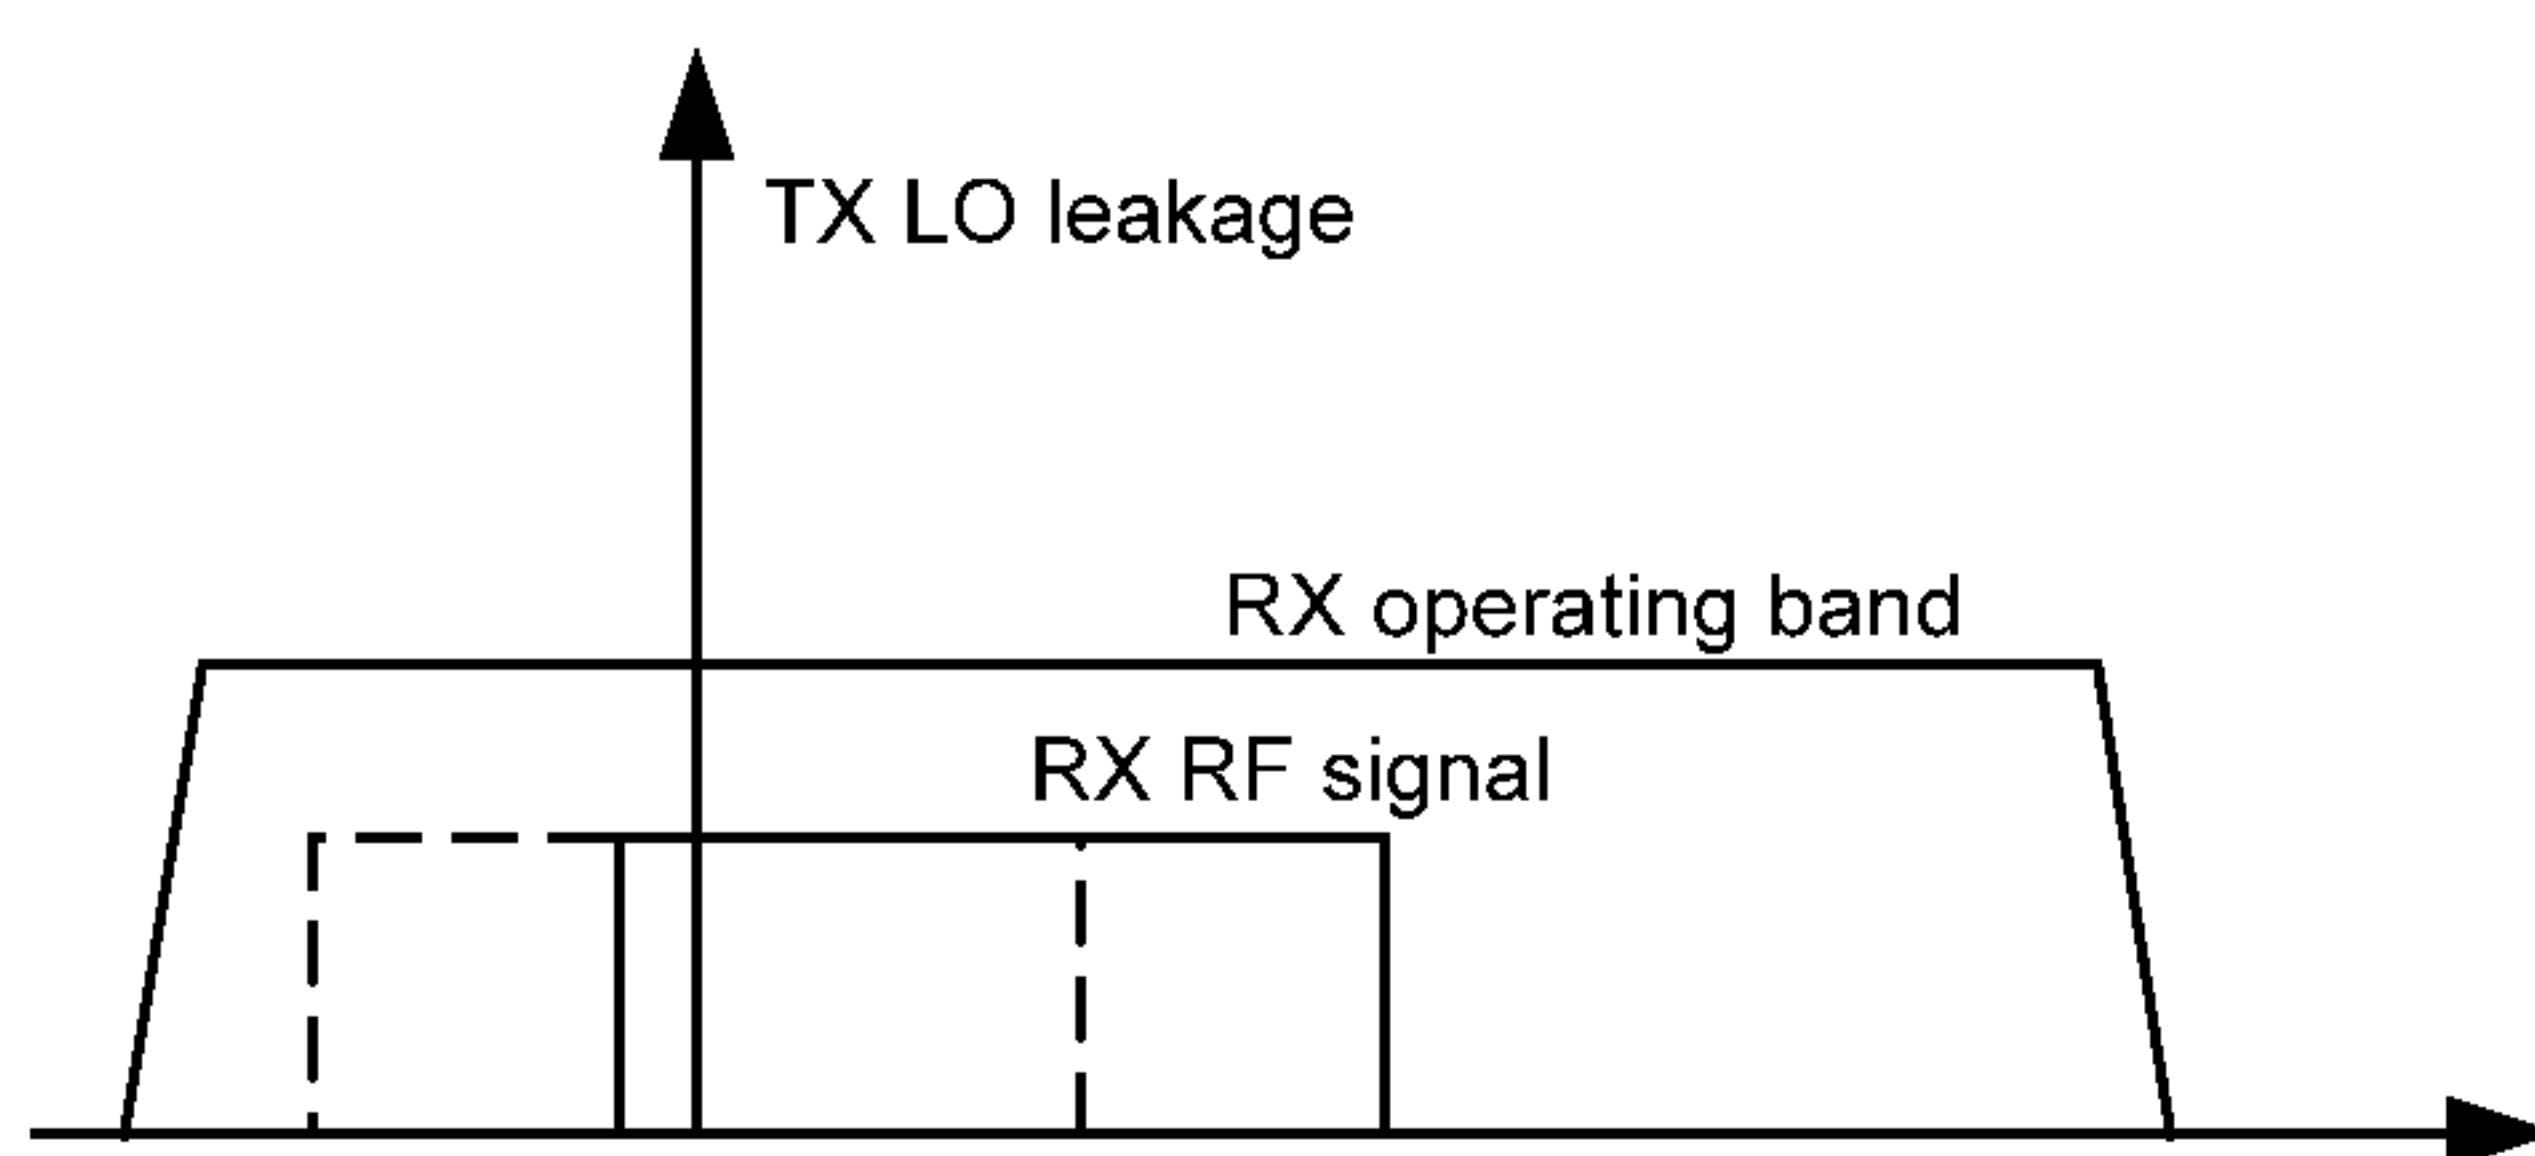 TX LO leakage
RX operating band
RX RF signal